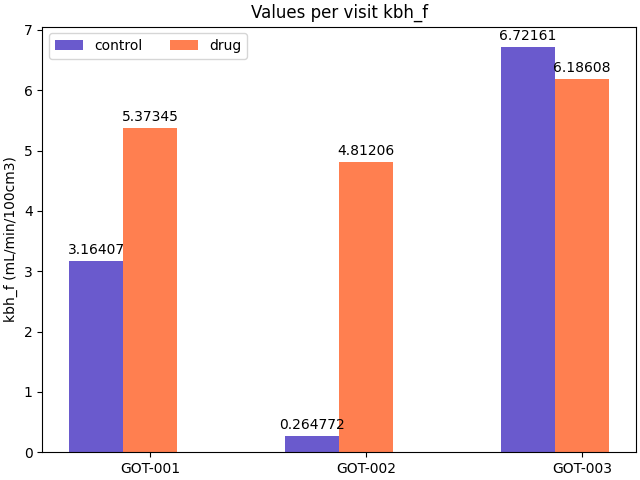 Values per visit kbh_f
control
drug
kbh_f (mL/min/100cm3)
7
6
5
4
3
2
1
0
3.16407
5.37345
0.264772
4.81206
6.72161
6.18608
GOT-001
GOT-002
GOT-003